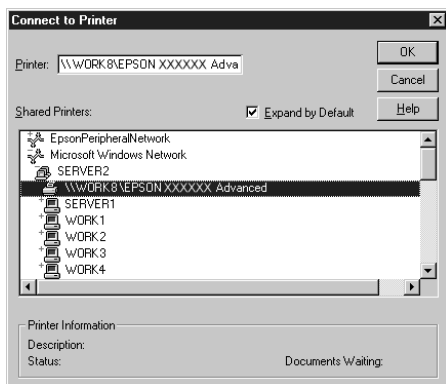 Connect to Printer
Printer: \\WORK8\EPSON XXXXXX Adva
OK
Cancel
Help
Shared Printers:
Expand by Default
EpsonPeripheralNetwork
Microsoft Windows Network
SERVER2
\\WORK8\EPSON XXXXXX Advanced
SERVER1
WORK1
WORK2
WORK3
WORK4
Printer Information
Description:
Status:
Documents Waiting: